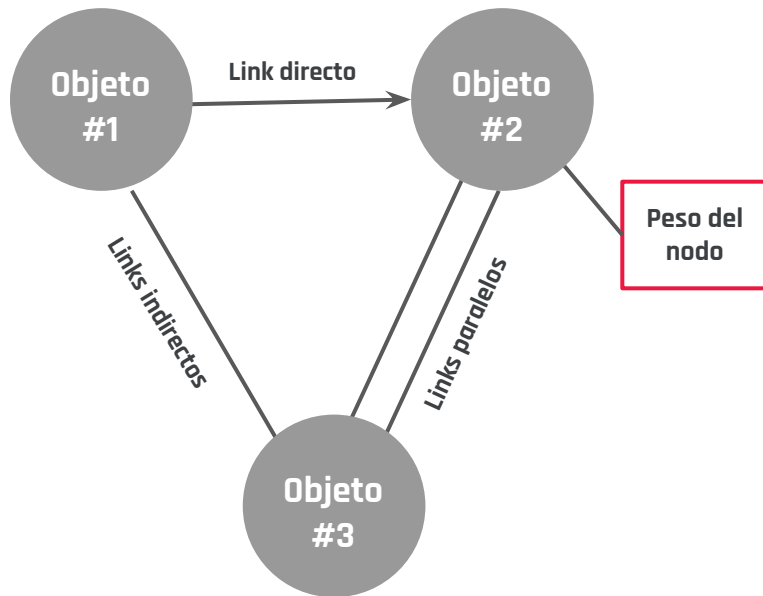 Objeto
#1
Link directo
Objeto
#2
Peso del
nodo
Links indirectos
Links paralelos
Objeto
#3